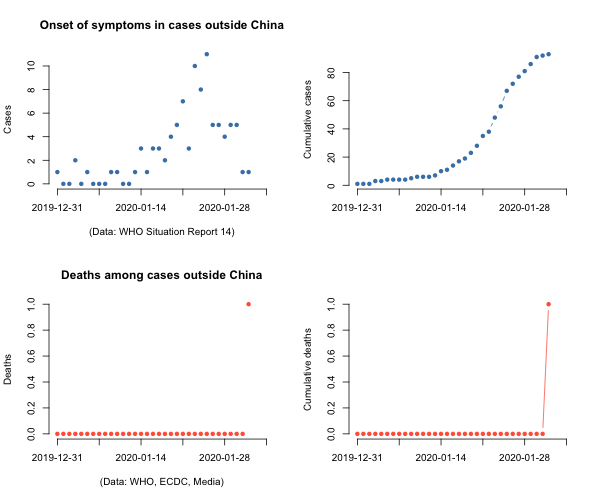 Onset of symptoms in cases outside China
Cases
0 2 4 6 8 10
2019-12-31 2020-01-14 2020-01-28
(Data: WHO Situation Report 14)
Cumulative cases
0 20 40 60 80
2019-12-31 2020-01-14 2020-01-28
Deaths among cases outside China
Deaths
0.0 0.2 0.4 0.6 0.8 1.0
2019-12-31 2020-01-14 2020-01-28
(Data: WHO, ECDC, Media)
Cumulative deaths
0.0 0.2 0.4 0.6 0.8 1.0
2019-12-31 2020-01-14 2020-01-28